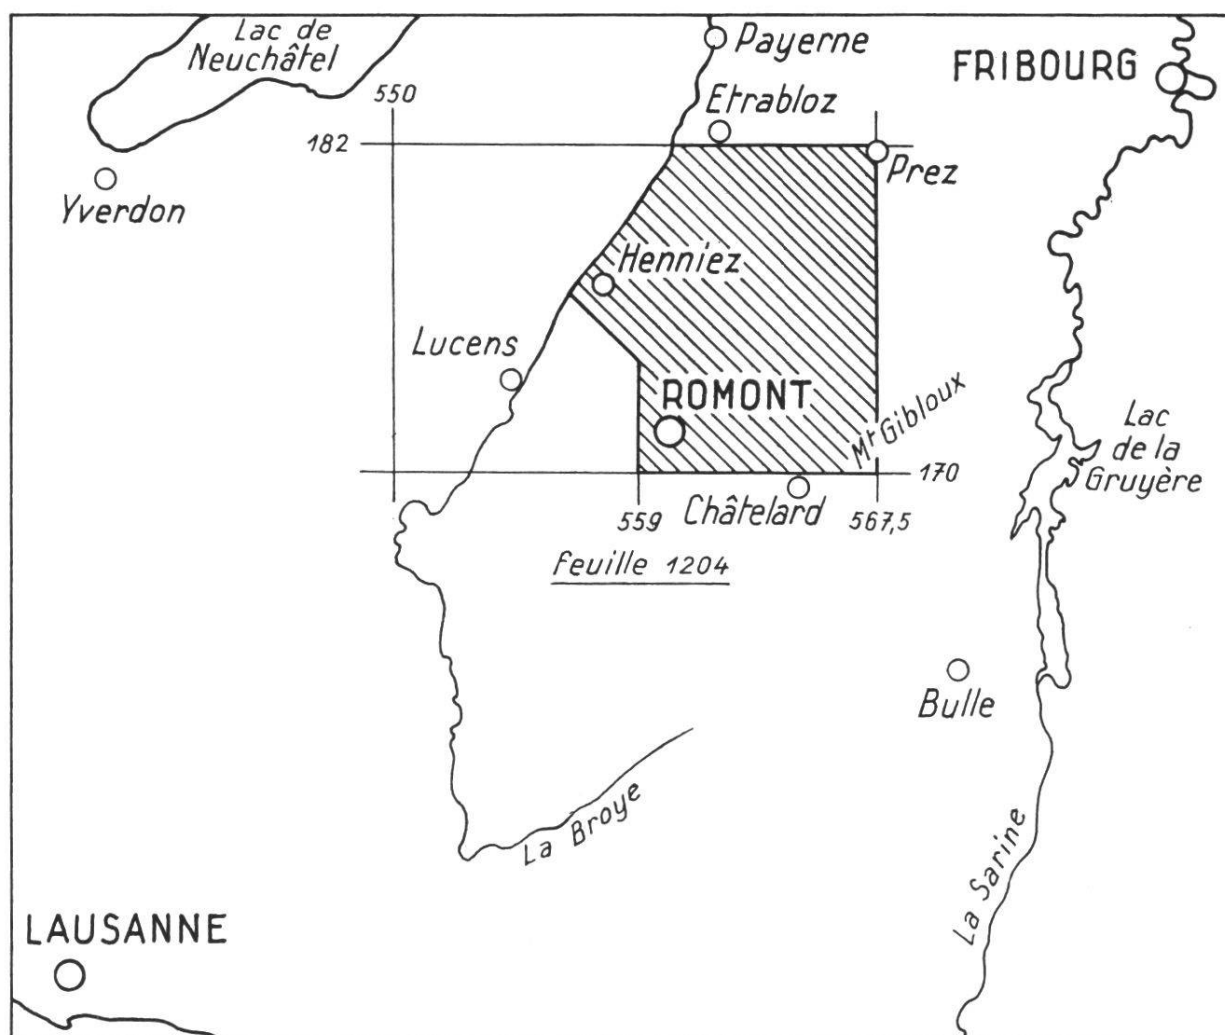 Lac de
Neuchâtel
Payerne
FRIBOURG
550
Etrabloz
182
Prez
Yverdon
Henniez
Lucens
ROMONT
Mt Gibloux
Lac
de la
Gruyère
170
559
Châtelard
567,5
feuille 1204
Bulle
La Broye
La Sarine
LAUSANNE